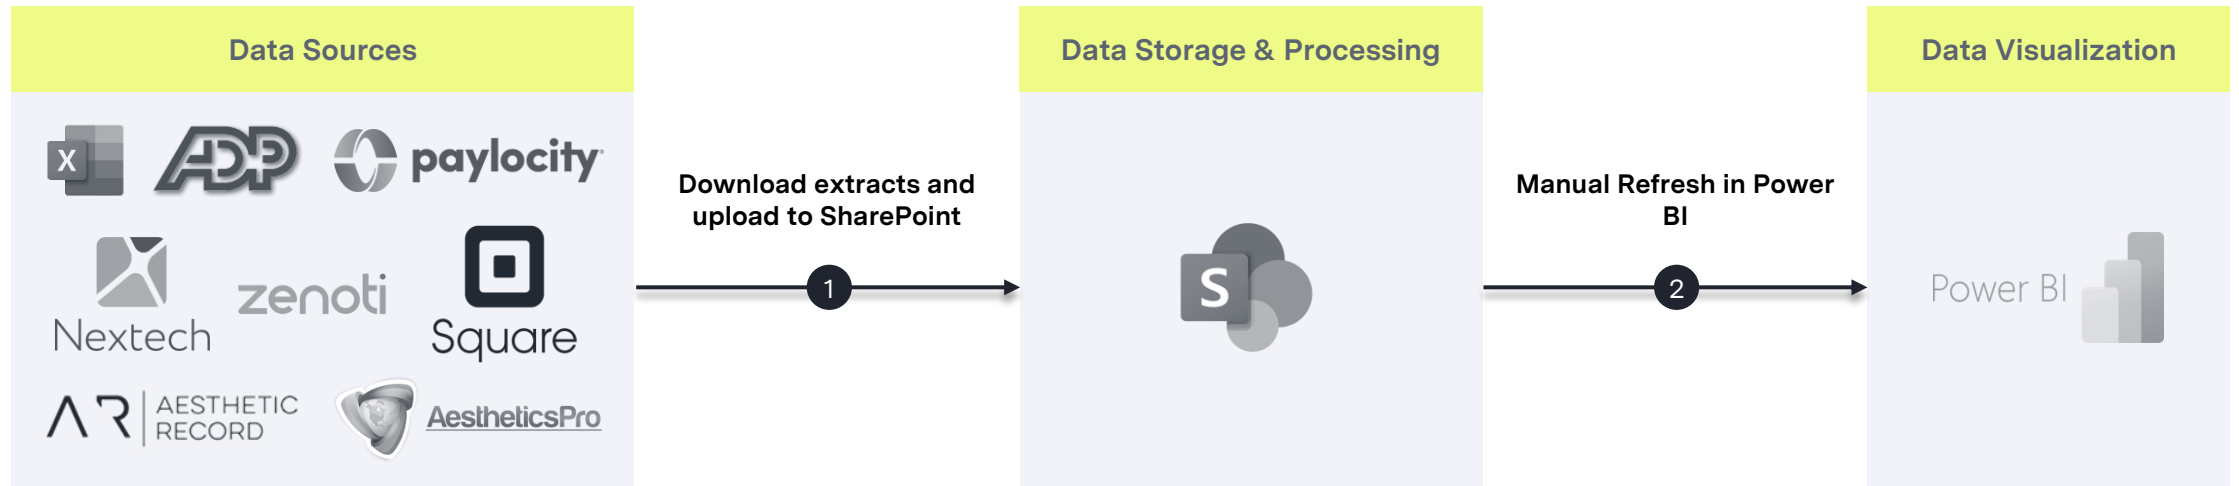 Data Sources
Data Storage & Processing
Data Visualization
X
ADP
paylocity
Download extracts and
upload to SharePoint
Manual Refresh in Power
BI
Nextech
zenoti
Square
1
S
2
Power BI
AR
AESTHETIC
RECORD
AestheticsPro